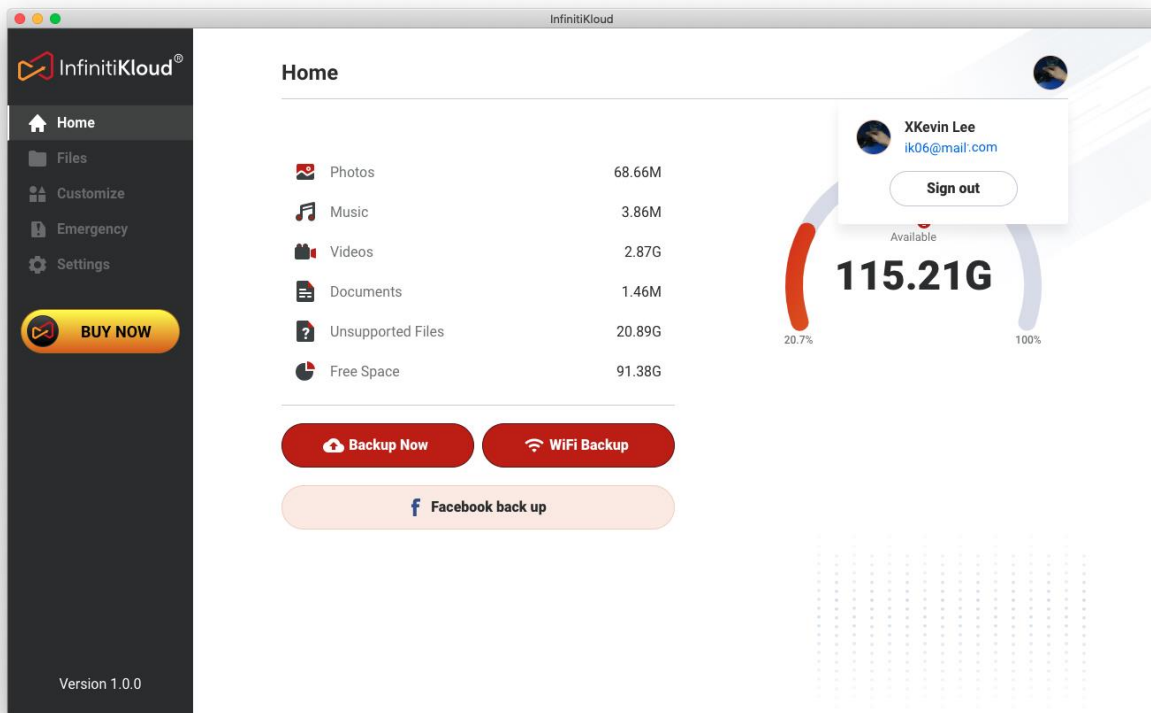 InfinitiKloud
InfinitiKloud®
Home
Files
Customize
Emergency
Settings
BUY NOW
Version 1.0.0
Home
XKevin Lee
ik06@mail:com
Sign out
Photos 68.66M
Music 3.86M
Videos 2.87G
Documents 1.46M
Unsupported Files 20.89G
Free Space 91.38G
Backup Now
WiFi Backup
Facebook back up
Available
115.21G
20.7%
100%